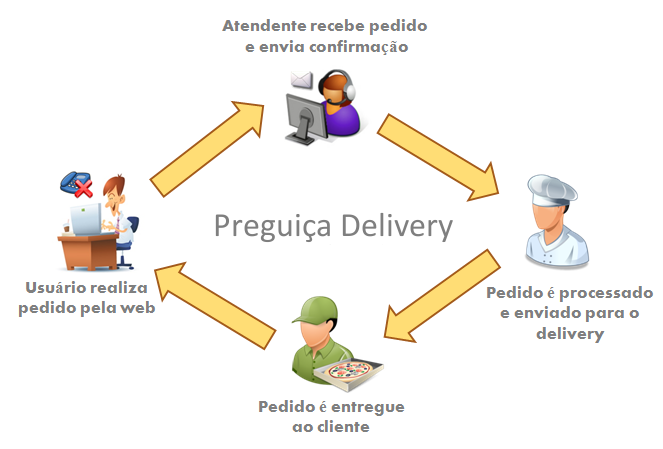 Atendente recebe pedido
e envia confirmação
Preguiça Delivery
Usuário realiza
pedido pela web
Pedido é processado
e enviado para o
delivery
Pedido é entregue
ao cliente